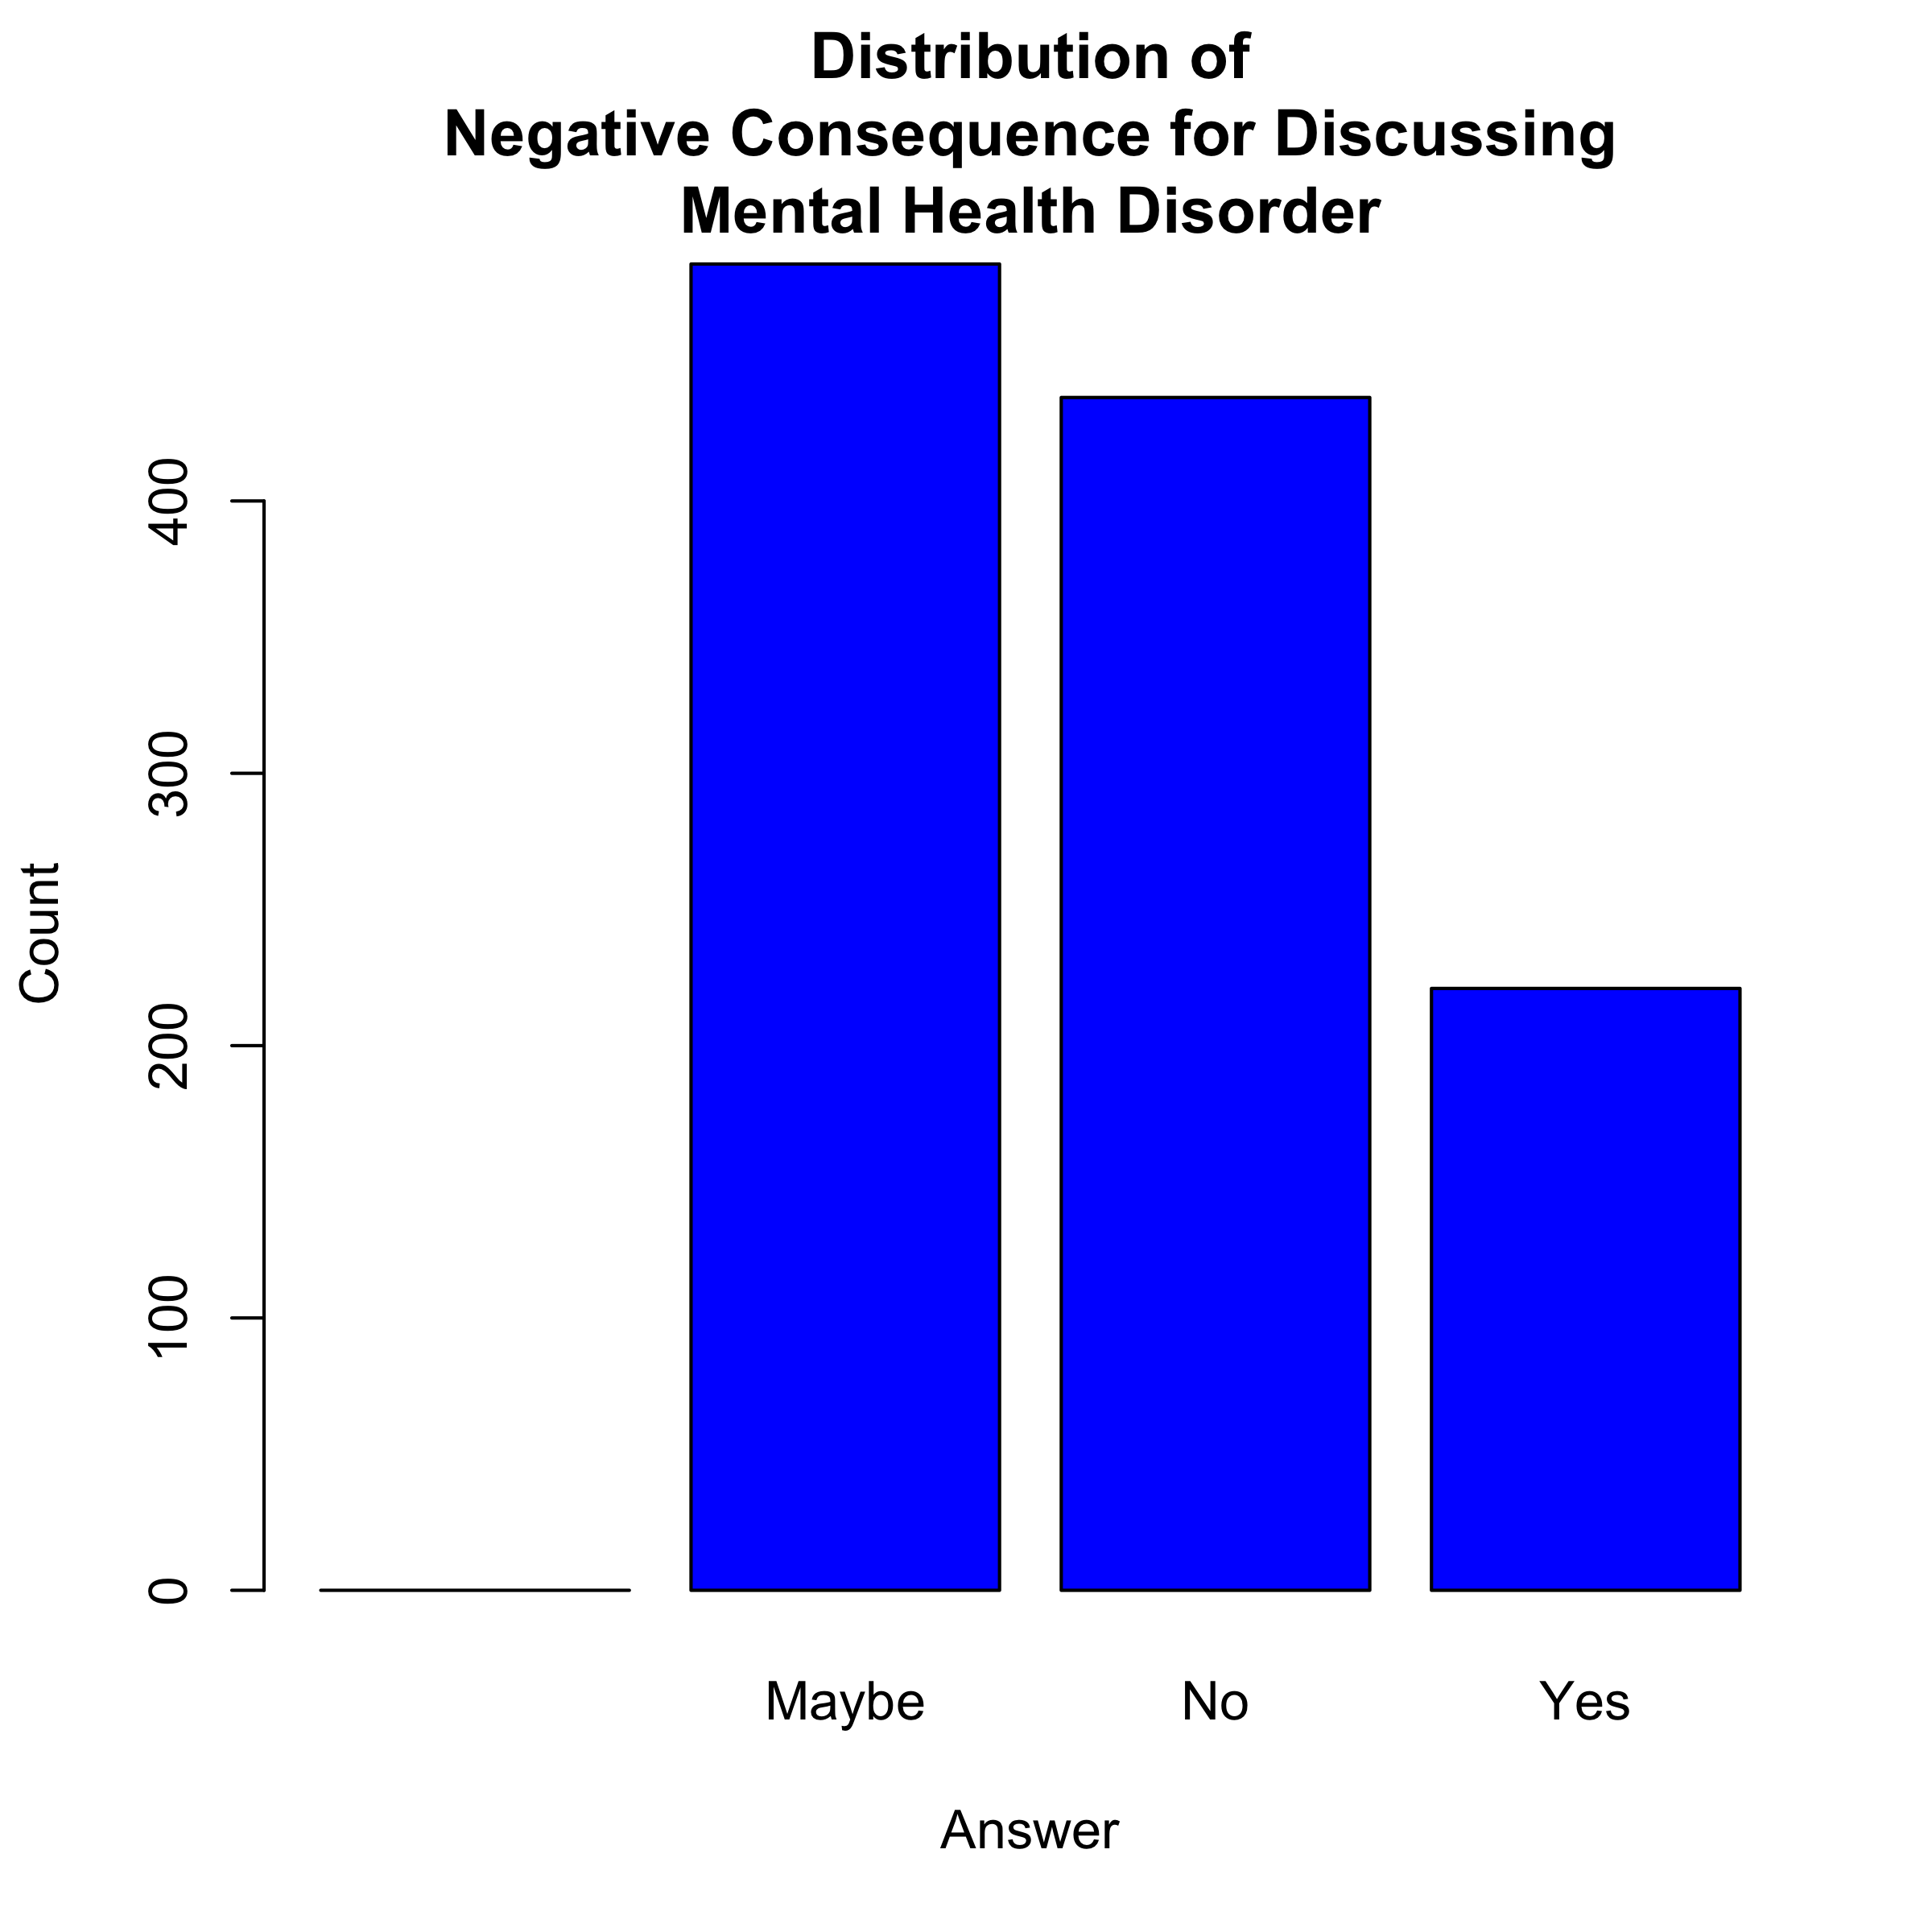 Distribution of
Negative Consequence for Discussing
Mental Health Disorder
400
300
200
100
0
Count
Maybe No Yes
Answer